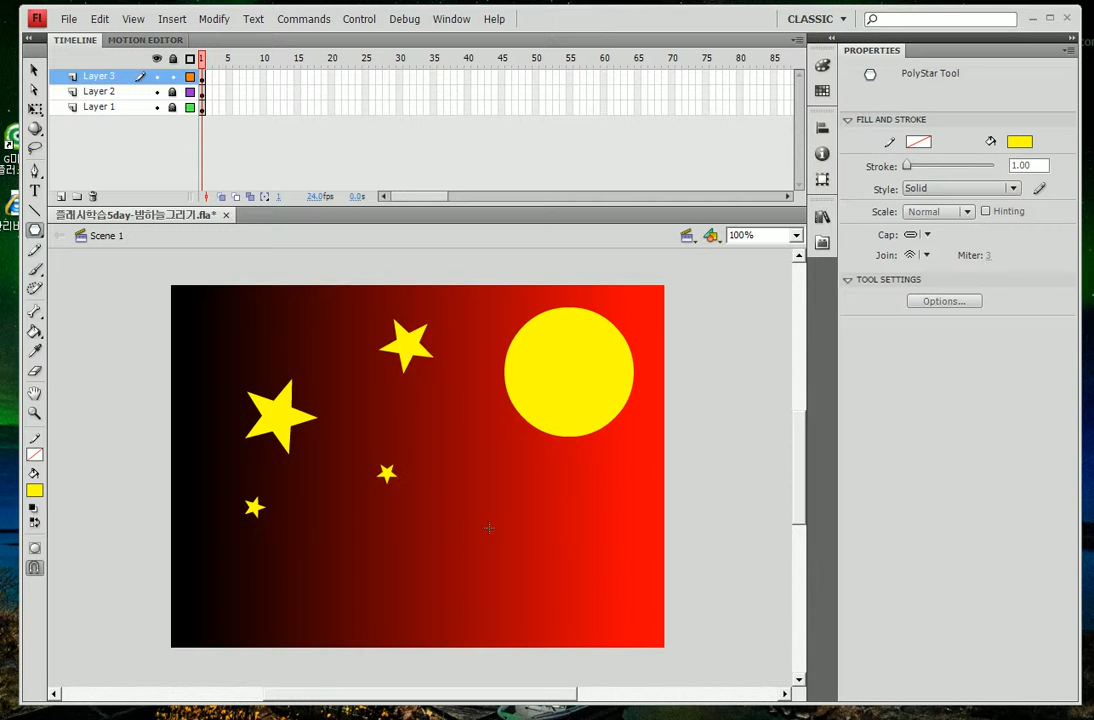 Fl File Edit View Insert Modify Text Commands Control Debug Window Help CLASSIC
TIMELINE MOTION EDITOR
1 5 10 15 20 25 30 35 40 45 50 55 60 65 70 75 80 85
Layer 3
Layer 2
Layer 1
1 24.0fps 0.0s
플래시학습5day-밤하늘그리기.fla*
Scene 1 100%
PROPERTIES
PolyStar Tool
FILL AND STROKE
Stroke: 1.00
Style: Solid
Scale: Normal Hinting
Cap:
Join: Miter: 3
TOOL SETTINGS
Options...